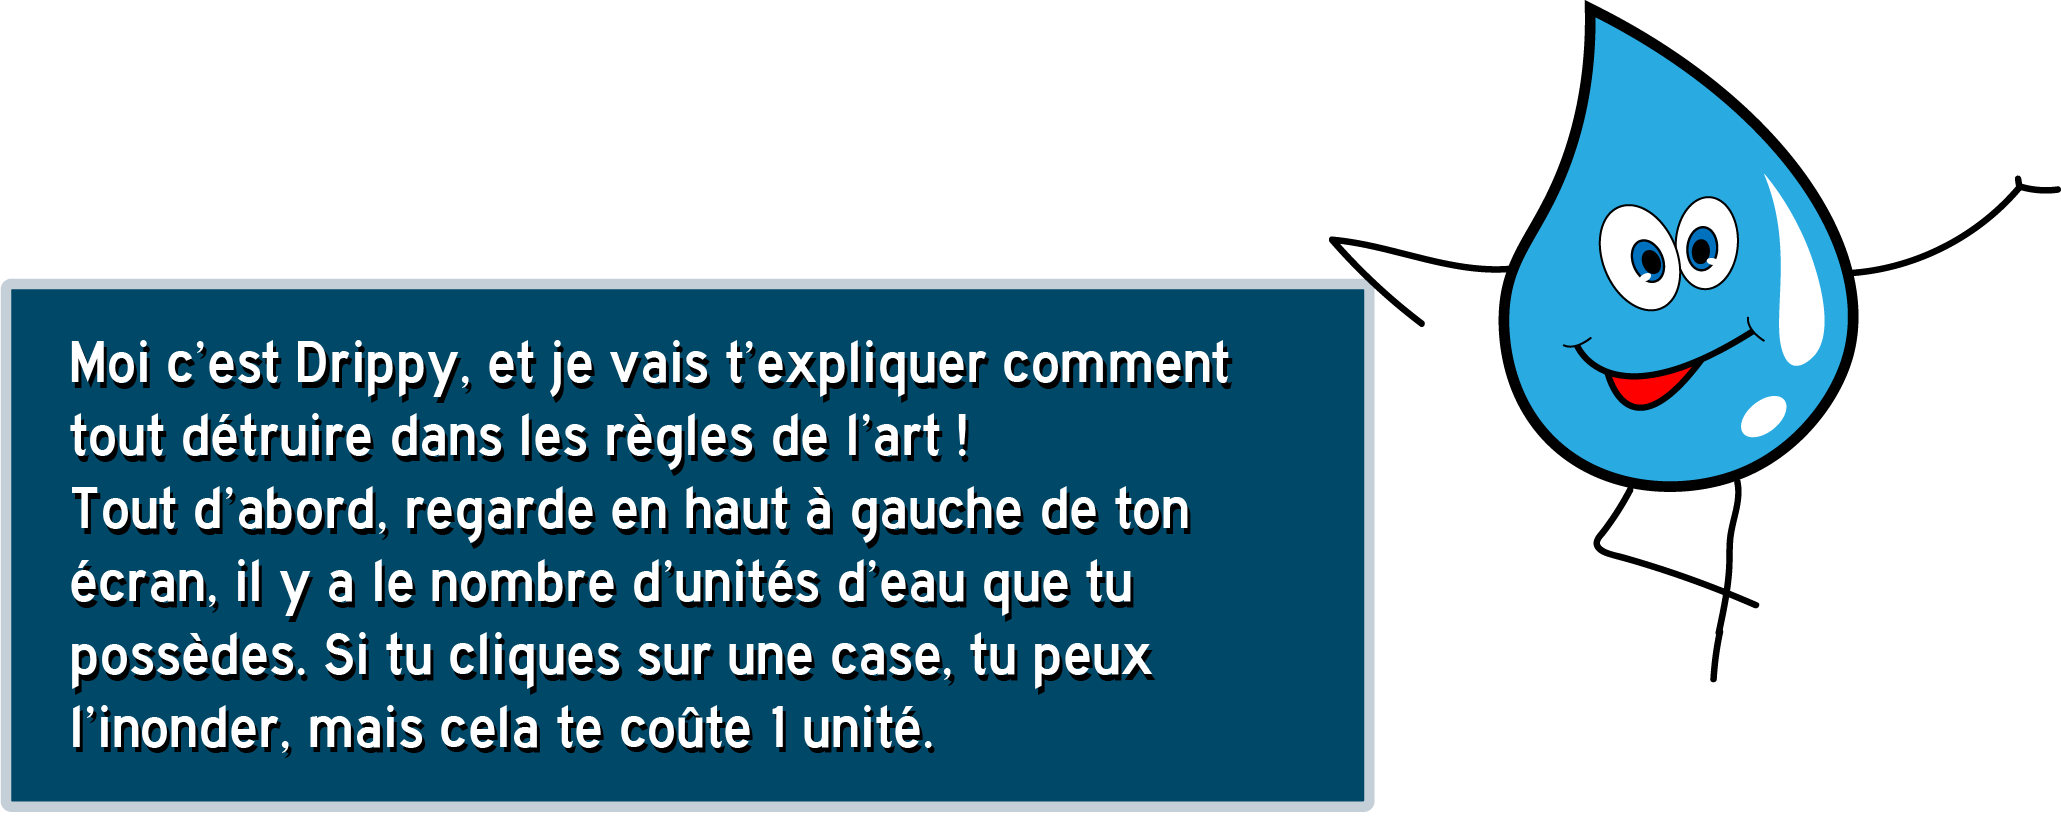 Moi c'est Drippy, et je vais t'expliquer comment
tout détruire dans les règles de l'art !
Tout d'abord, regarde en haut à gauche de ton
écran, il y a le nombre d'unités d'eau que tu
possèdes. Si tu cliques sur une case, tu peux
l'inonder, mais cela te coûte 1 unité.